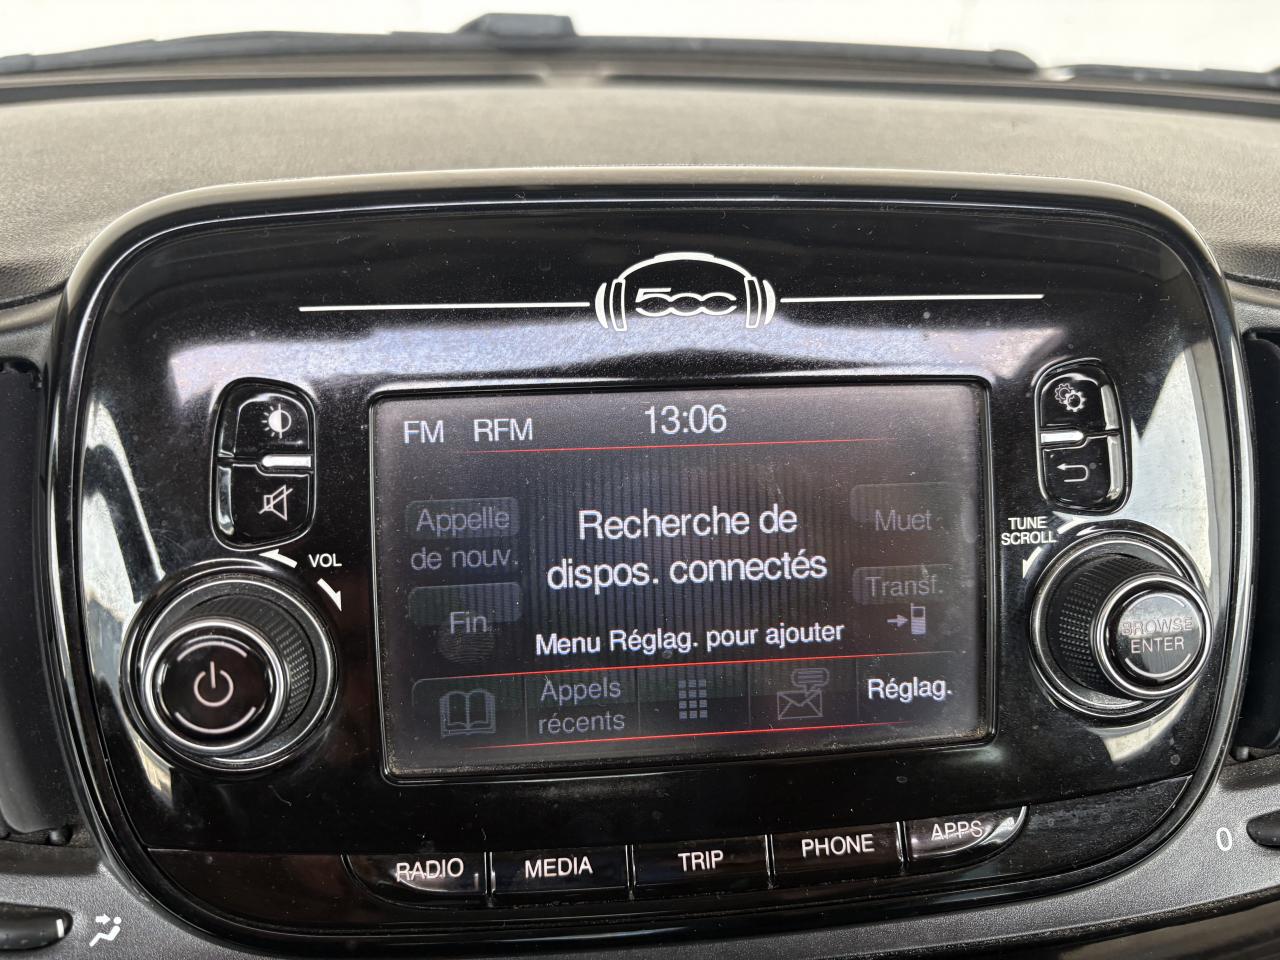 500
FM RFM 13:06
Appelle
de nouv.
Recherche de
dispos. connectés
Muet
Fin
Transf.
Menu Réglag. pour ajouter
Appels
récents
Réglag.
VOL
TUNE
SCROLL
BROWSE
ENTER
RADIO
MEDIA
TRIP
PHONE
APPS
0